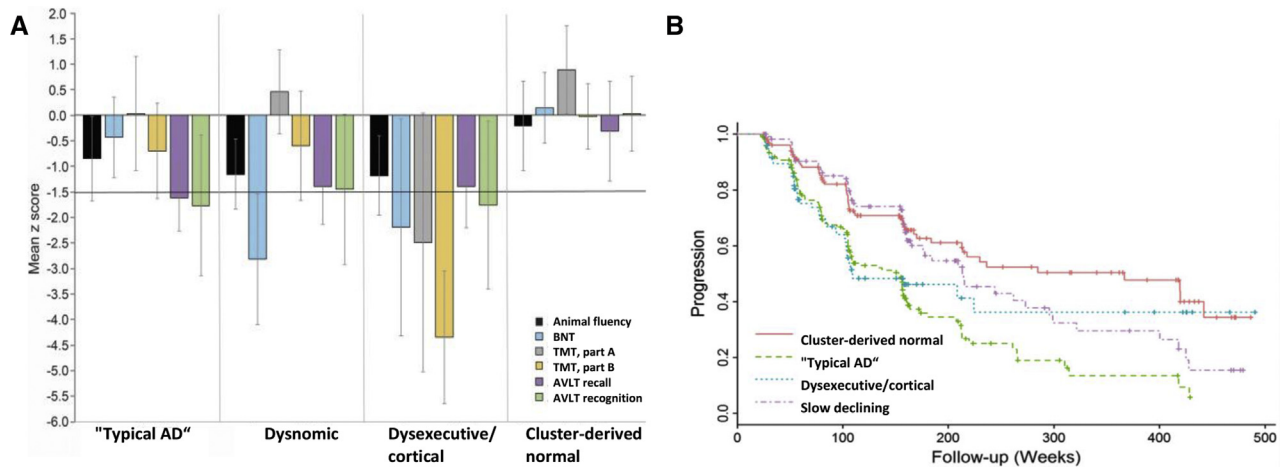 A
Mean z score
2.0
1.5
1.0
0.5
0.0
-0.5
-1.0
-1.5
-2.0
-2.5
-3.0
-3.5
-4.0
-4.5
-5.0
-5.5
-6.0
Animal fluency
BNT
TMT, part A
TMT, part B
AVLT recall
AVLT recognition
"Typical AD“
Dysnomic
Dysexecutive/
cortical
Cluster-derived
normal
B
Progression
1.0
0.8
0.6
0.4
0.2
0.0
Cluster-derived normal
"Typical AD“
Dysexecutive/cortical
Slow declining
0 100 200 300 400 500
Follow-up (Weeks)